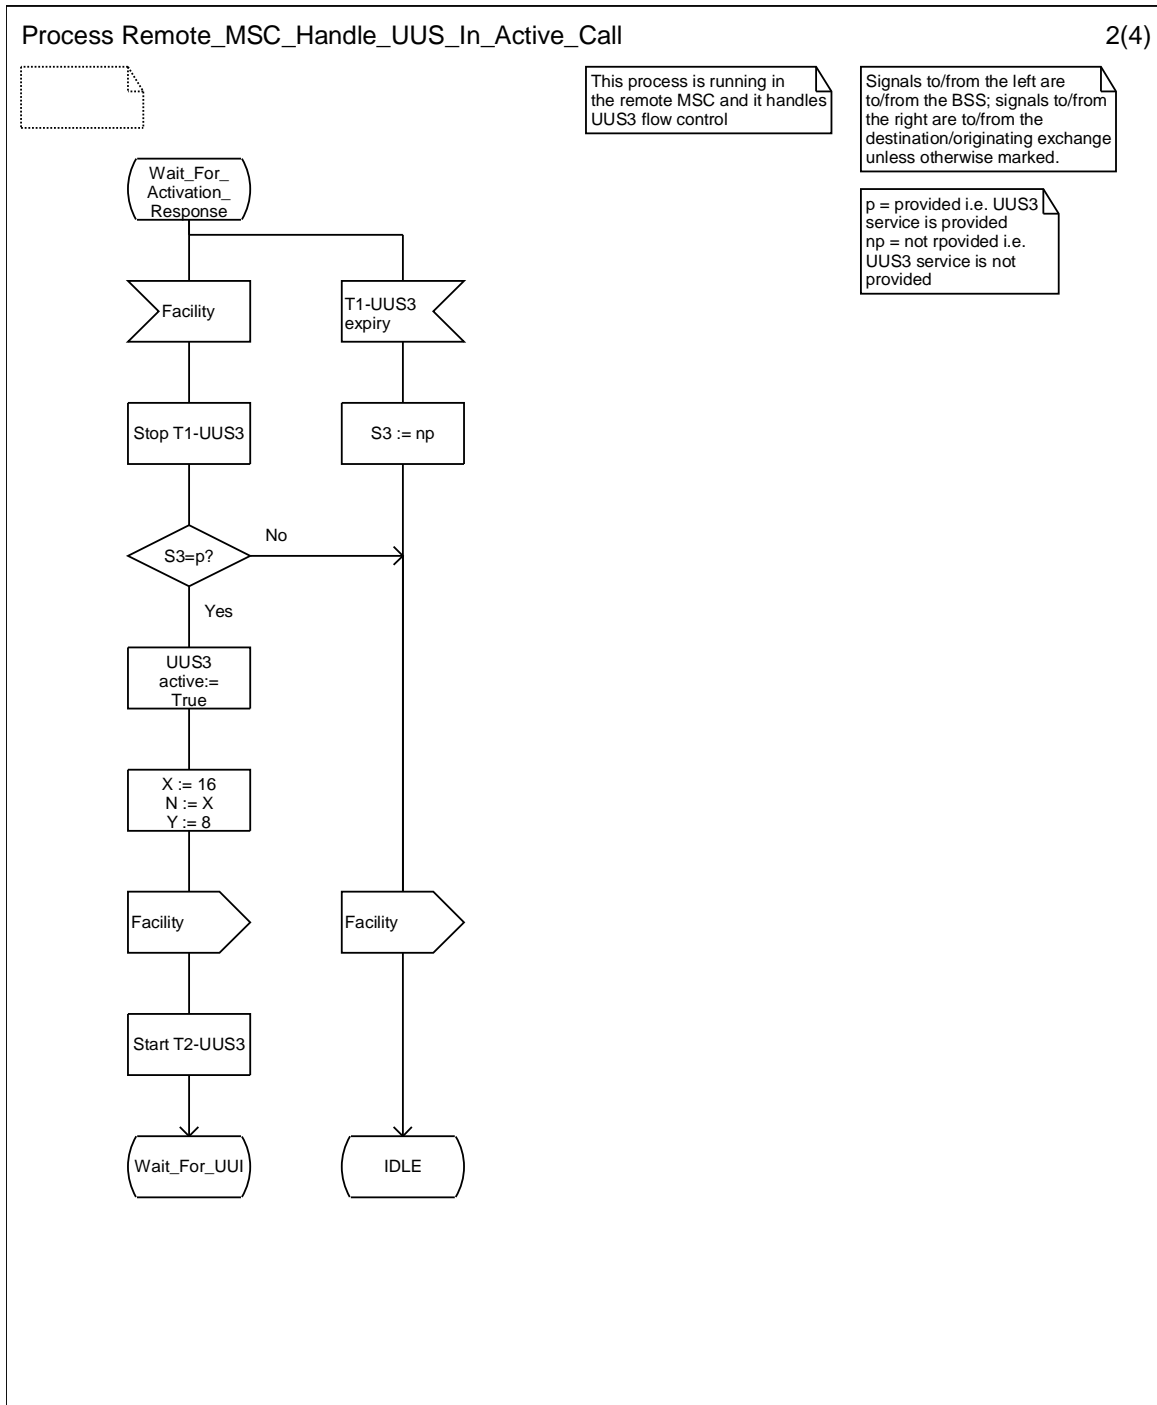 Process Remote_MSC_Handle_UUS_In_Active_Call
2(4)
This process is running in
the remote MSC and it handles
UUS3 flow control
Signals to/from the left are
to/from the BSS; signals to/from
the right are to/from the
destination/originating exchange
unless otherwise marked.
p = provided i.e. UUS3
service is provided
np = not rpovided i.e.
UUS3 service is not
provided
Wait_For_
Activation_
Response
Facility
T1-UUS3
expiry
Stop T1-UUS3
S3 := np
S3=p?
No
Yes
UUS3
active:=
True
X := 16
N := X
Y := 8
Facility
Facility
Start T2-UUS3
Wait_For_UUI
IDLE